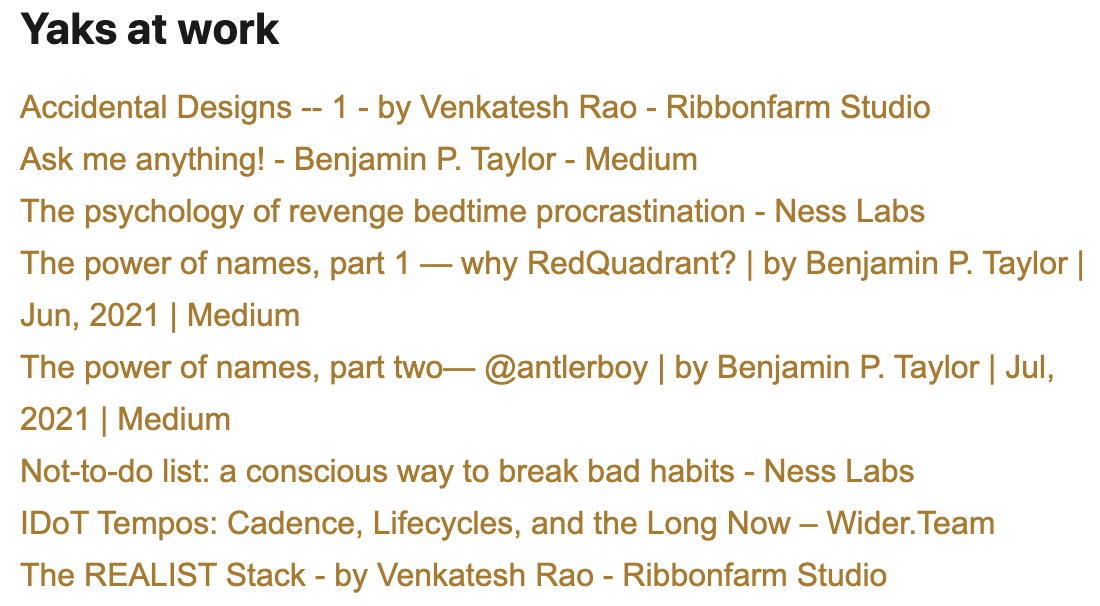 Yaks at work
Accidental Designs -- 1 - by Venkatesh Rao - Ribbonfarm Studio
Ask me anything! - Benjamin P. Taylor - Medium
The psychology of revenge bedtime procrastination - Ness Labs
The power of names, part 1 — why RedQuadrant? | by Benjamin P. Taylor |
Jun, 2021 | Medium
The power of names, part two— @antlerboy | by Benjamin P. Taylor | Jul,
2021 | Medium
Not-to-do list: a conscious way to break bad habits - Ness Labs
IDoT Tempos: Cadence, Lifecycles, and the Long Now – Wider.Team
The REALIST Stack - by Venkatesh Rao - Ribbonfarm Studio